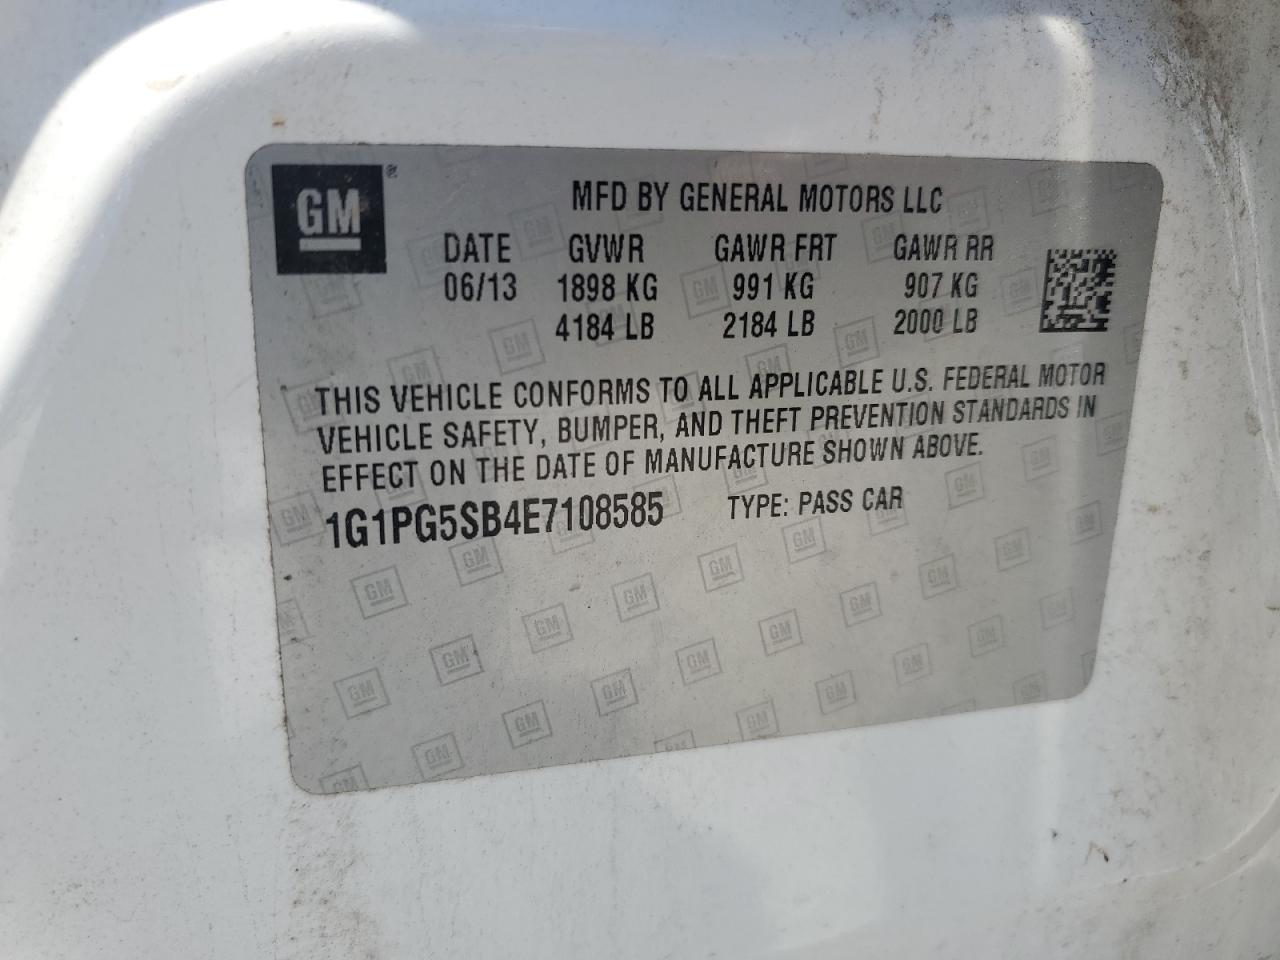 GM ®
MFD BY GENERAL MOTORS LLC
DATE GVWR GAWR FRT GAWR RR
06/13 1898 KG 991 KG 907 KG
4184 LB 2184 LB 2000 LB
THIS VEHICLE CONFORMS TO ALL APPLICABLE U.S. FEDERAL MOTOR
VEHICLE SAFETY, BUMPER, AND THEFT PREVENTION STANDARDS IN
EFFECT ON THE DATE OF MANUFACTURE SHOWN ABOVE.
1G1PG5SB4E7108585 TYPE: PASS CAR